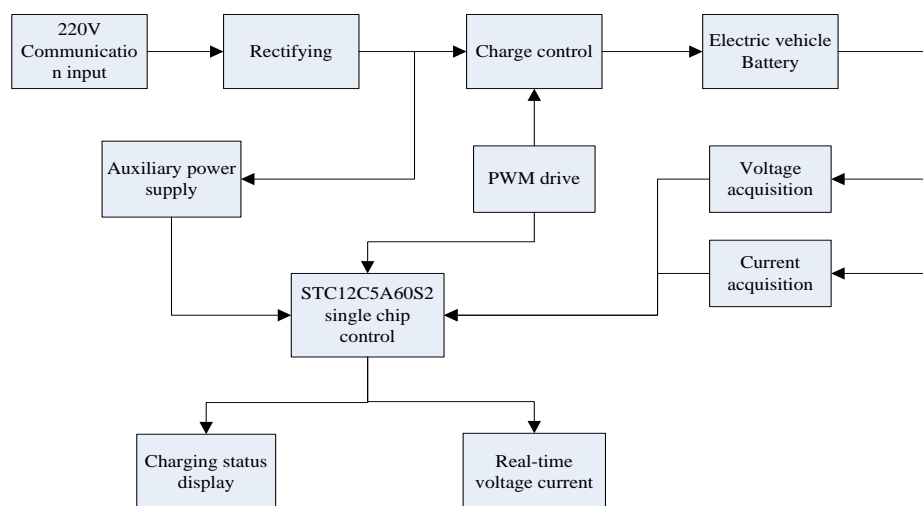 220V
Communicatio
n input
Rectifying
Charge control
Electric vehicle
Battery
Auxiliary power
supply
PWM drive
Voltage
acquisition
Current
acquisition
STC12C5A60S2
single chip
control
Charging status
display
Real-time
voltage current